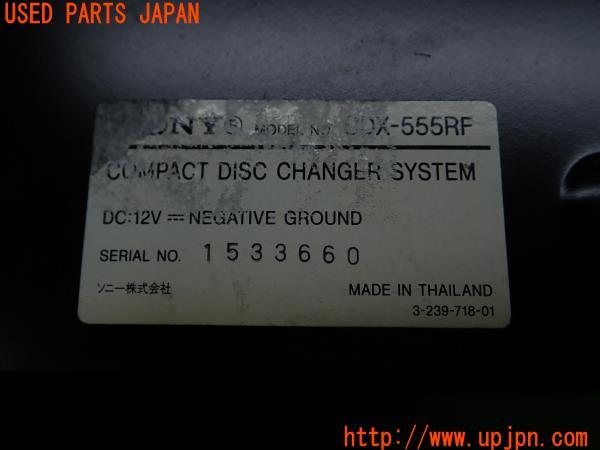 USED PARTS JAPAN
SONY® MODEL NO. CDX-555RF
COMPACT DISC CHANGER SYSTEM
DC:12V ⎓ NEGATIVE GROUND
SERIAL NO. 1533660
ソニー株式会社 MADE IN THAILAND
3-239-718-01
http://www.upjpn.com